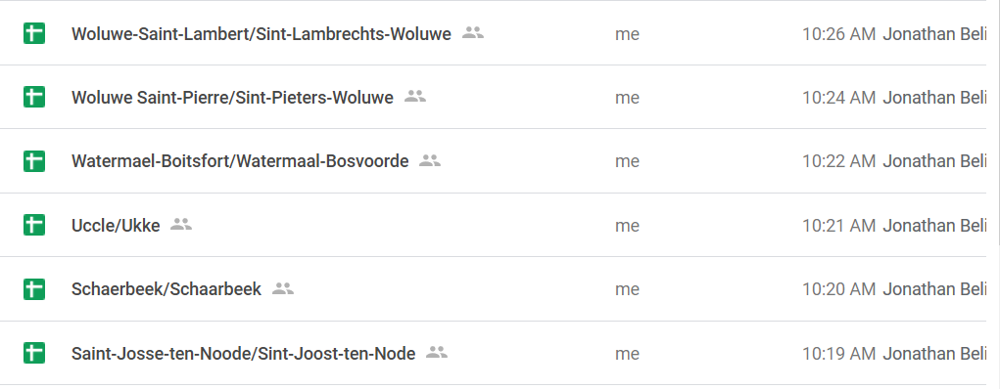 Woluwe-Saint-Lambert/Sint-Lambrechts-Woluwe me 10:26 AM Jonathan Beli
Woluwe Saint-Pierre/Sint-Pieters-Woluwe me 10:24 AM Jonathan Beli
Watermael-Boitsfort/Watermaal-Bosvoorde me 10:22 AM Jonathan Beli
Uccle/Ukke me 10:21 AM Jonathan Beli
Schaerbeek/Schaarbeek me 10:20 AM Jonathan Beli
Saint-Josse-ten-Noode/Sint-Joost-ten-Node me 10:19 AM Jonathan Beli